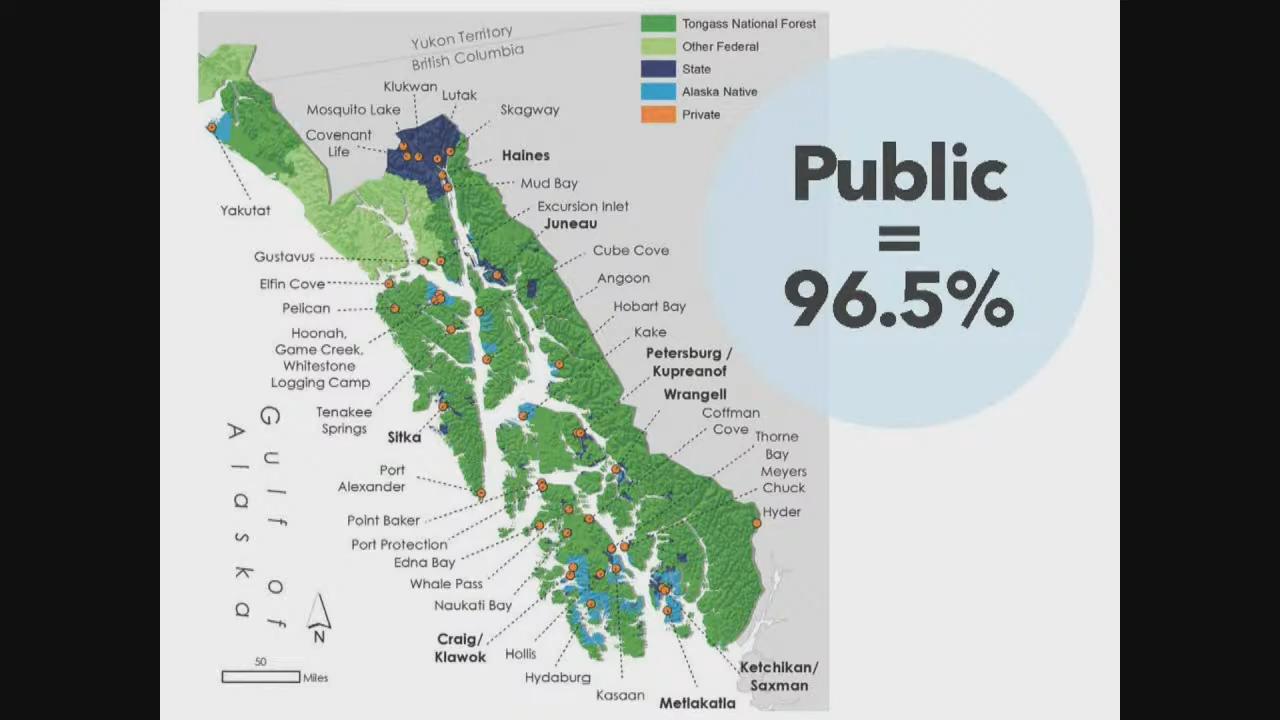 Yukon Territory
British Columbia
Tongass National Forest
Other Federal
State
Alaska Native
Private
Klukwan
Lutak
Mosquito Lake
Skagway
Covenant
Life
Haines
Mud Bay
Yakutat
Excursion Inlet
Juneau
Gustavus
Cube Cove
Elfin Cove
Angoon
Pelican
Hobart Bay
Hoonah,
Game Creek,
Whitestone
Logging Camp
Kake
Petersburg /
Kupreanof
Wrangell
Tenakee
Springs
Coffman
Cove
Sitka
Thorne
Bay
Port
Alexander
Meyers
Chuck
Point Baker
Hyder
Port Protection
Edna Bay
Whale Pass
Naukati Bay
Craig/
Klawok
Hollis
Hydaburg
Kasaan
Metlakatla
Ketchikan/
Saxman
Gulf of
Alaska
N
50
Miles
Public
=
96.5%